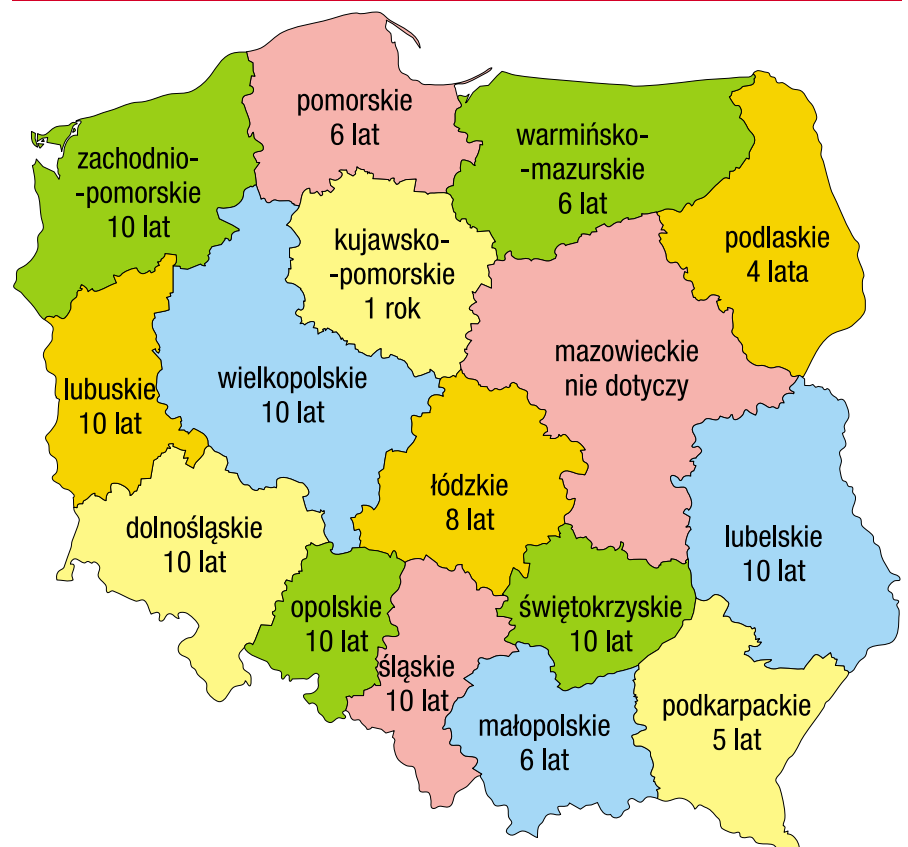 pomorskie
6 lat
warmińsko-
-mazurskie
6 lat
zachodnio-
-pomorskie
10 lat
kujawsko-
-pomorskie
1 rok
podlaskie
4 lata
mazowieckie
nie dotyczy
lubuskie
10 lat
wielkopolskie
10 lat
łódzkie
8 lat
dolnośląskie
10 lat
lubelskie
10 lat
opolskie
10 lat
świętokrzyskie
10 lat
śląskie
10 lat
małopolskie
6 lat
podkarpackie
5 lat